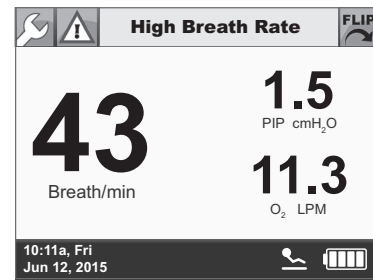 High Breath Rate
FLIP
43
Breath/min
1.5
PIP cmH₂O
11.3
O₂ LPM
10:11a, Fri
Jun 12, 2015